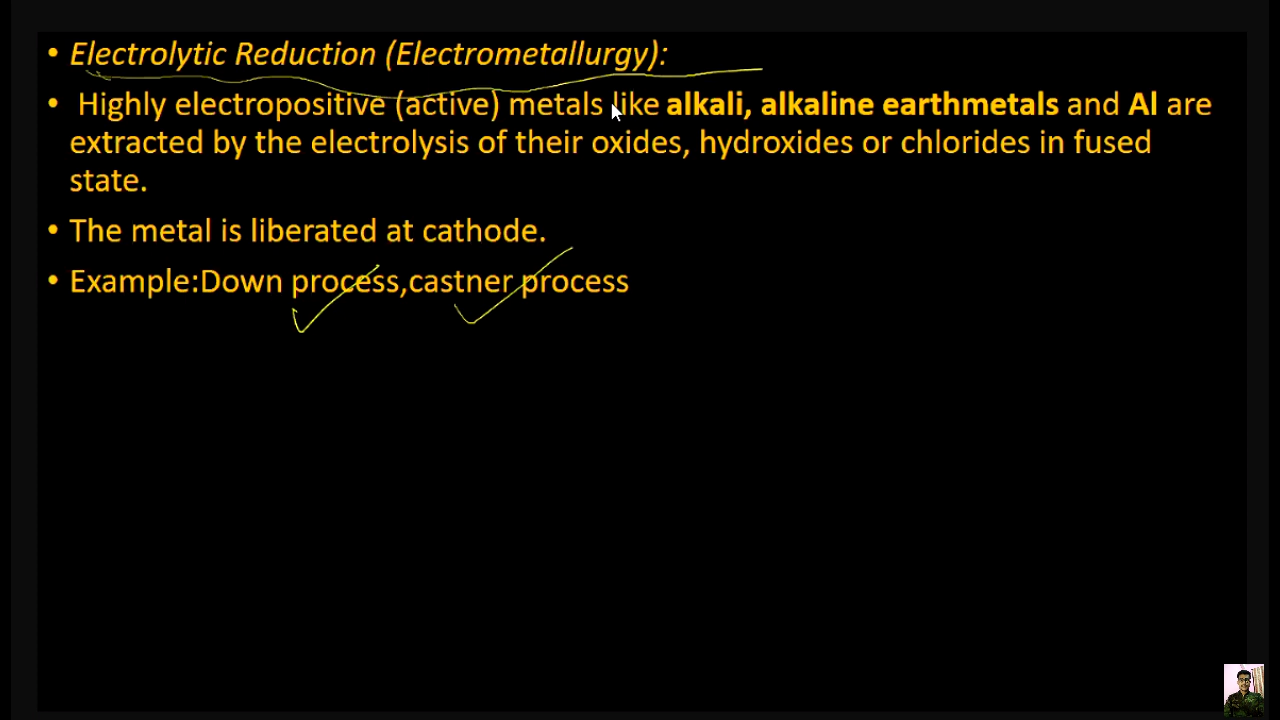 • Electrolytic Reduction (Electrometallurgy):
• Highly electropositive (active) metals like alkali, alkaline earthmetals and Al are
extracted by the electrolysis of their oxides, hydroxides or chlorides in fused
state.
• The metal is liberated at cathode.
• Example:Down process,castner process